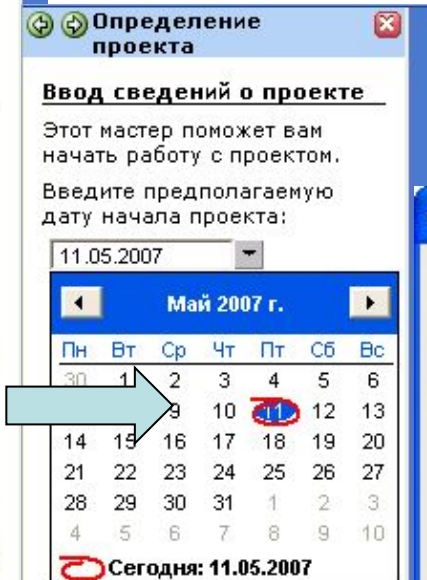 Определение
проекта
Ввод сведений о проекте
Этот мастер поможет вам
начать работу с проектом.
Введите предполагаемую
дату начала проекта:
11.05.2007
Май 2007 г.
Пн Вт Ср Чт Пт Сб Вс
30 1 2 3 4 5 6
9 10 11 12 13
14 15 16 17 18 19 20
21 22 23 24 25 26 27
28 29 30 31 1 2 3
4 5 6 7 8 9 10
Сегодня: 11.05.2007